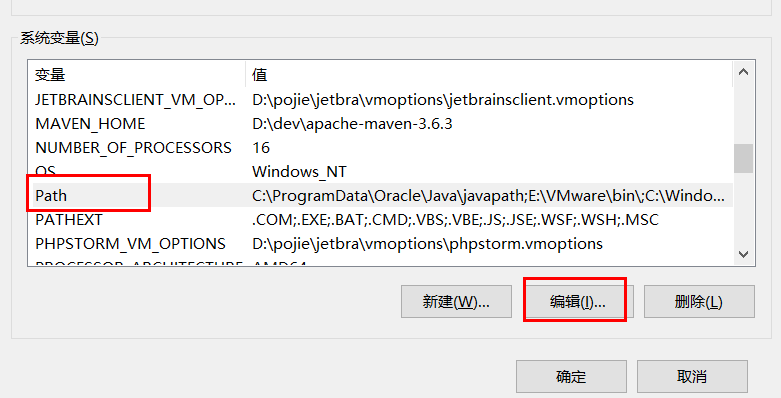 系统变量(S)
变量 值
JETBRAINSCLIENT_VM_OP... D:\pojie\jetbra\vmoptions\jetbrainsclient.vmoptions
MAVEN_HOME D:\dev\apache-maven-3.6.3
NUMBER_OF_PROCESSORS 16
OS Windows_NT
Path C:\ProgramData\Oracle\Java\javapath;E:\VMware\bin\;C:\Windo...
PATHEXT .COM;.EXE;.BAT;.CMD;.VBS;.VBE;.JS;.JSE;.WSF;.WSH;.MSC
PHPSTORM_VM_OPTIONS D:\pojie\jetbra\vmoptions\phpstorm.vmoptions
PROCESSOR_ARCHITECTURE AMD64
新建(W)... 编辑(I)... 删除(L)
确定 取消